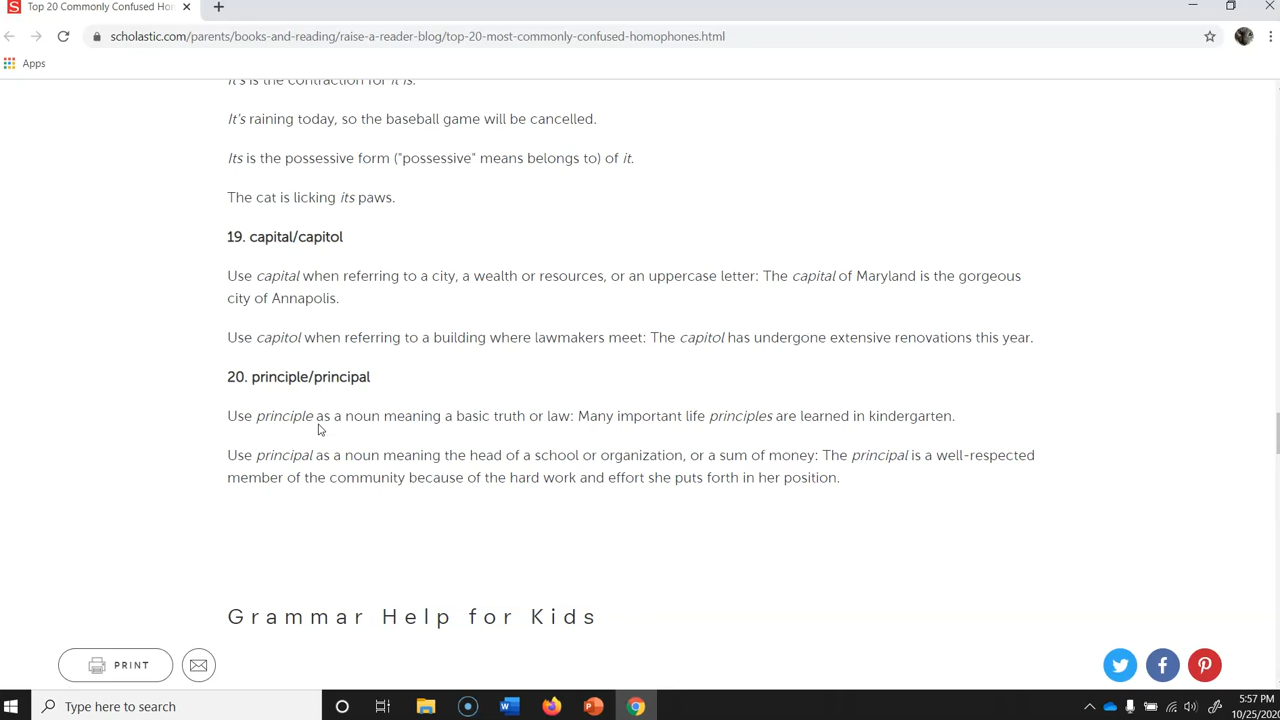 Top 20 Commonly Confused Hor
scholastic.com/parents/books-and-reading/raise-a-reader-blog/top-20-most-commonly-confused-homophones.html
Apps
It's is the contraction for it is.
It's raining today, so the baseball game will be cancelled.
Its is the possessive form ("possessive" means belongs to) of it.
The cat is licking its paws.
19. capital/capitol
Use capital when referring to a city, a wealth or resources, or an uppercase letter: The capital of Maryland is the gorgeous
city of Annapolis.
Use capitol when referring to a building where lawmakers meet: The capitol has undergone extensive renovations this year.
20. principle/principal
Use principle as a noun meaning a basic truth or law: Many important life principles are learned in kindergarten.
Use principal as a noun meaning the head of a school or organization, or a sum of money: The principal is a well-respected
member of the community because of the hard work and effort she puts forth in her position.
Grammar Help for Kids
PRINT
Type here to search
5:57 PM
10/25/2020